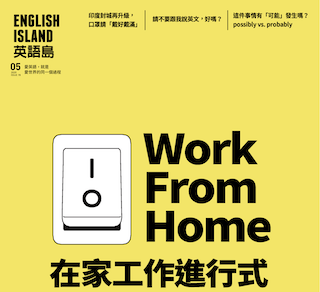 ENGLISH
ISLAND
英語島
05
印度封城再升級，
口罩請「戴好戴滿」
請不要跟我說英文，好嗎？
這件事情有「可能」發生嗎？
possibly vs. probably
Work
From
Home
在家工作進行式